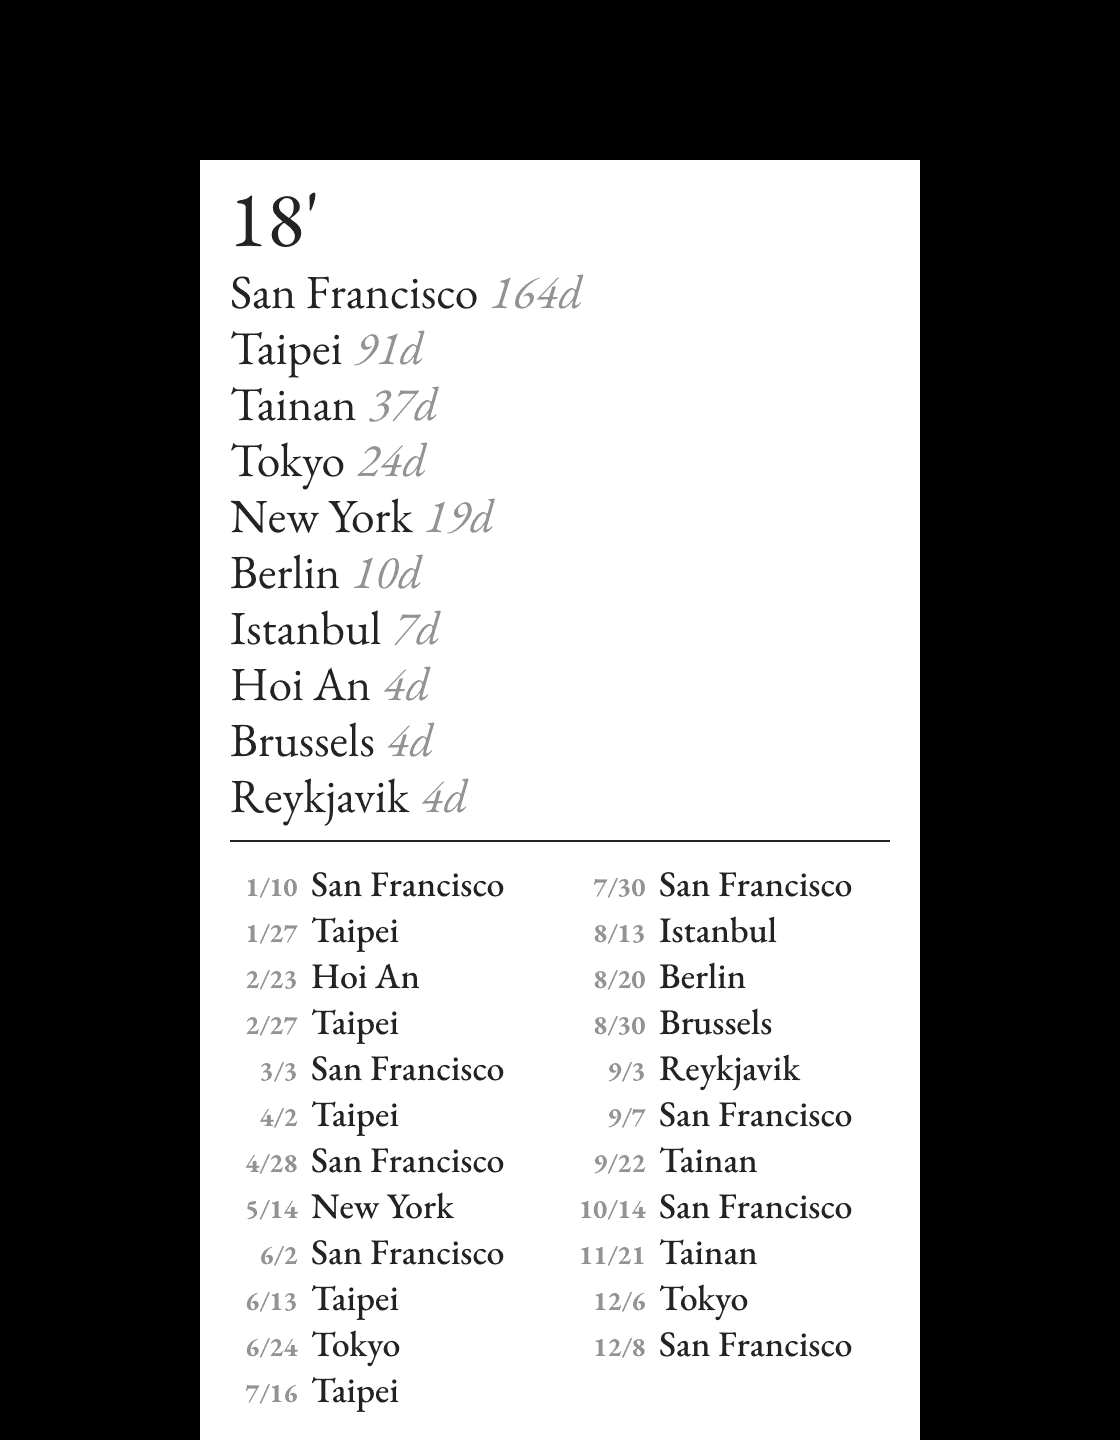 18'
San Francisco 164d
Taipei 91d
Tainan 37d
Tokyo 24d
New York 19d
Berlin 10d
Istanbul 7d
Hoi An 4d
Brussels 4d
Reykjavik 4d
1/10 San Francisco
1/27 Taipei
2/23 Hoi An
2/27 Taipei
3/3 San Francisco
4/2 Taipei
4/28 San Francisco
5/14 New York
6/2 San Francisco
6/13 Taipei
6/24 Tokyo
7/16 Taipei
7/30 San Francisco
8/13 Istanbul
8/20 Berlin
8/30 Brussels
9/3 Reykjavik
9/7 San Francisco
9/22 Tainan
10/14 San Francisco
11/21 Tainan
12/6 Tokyo
12/8 San Francisco